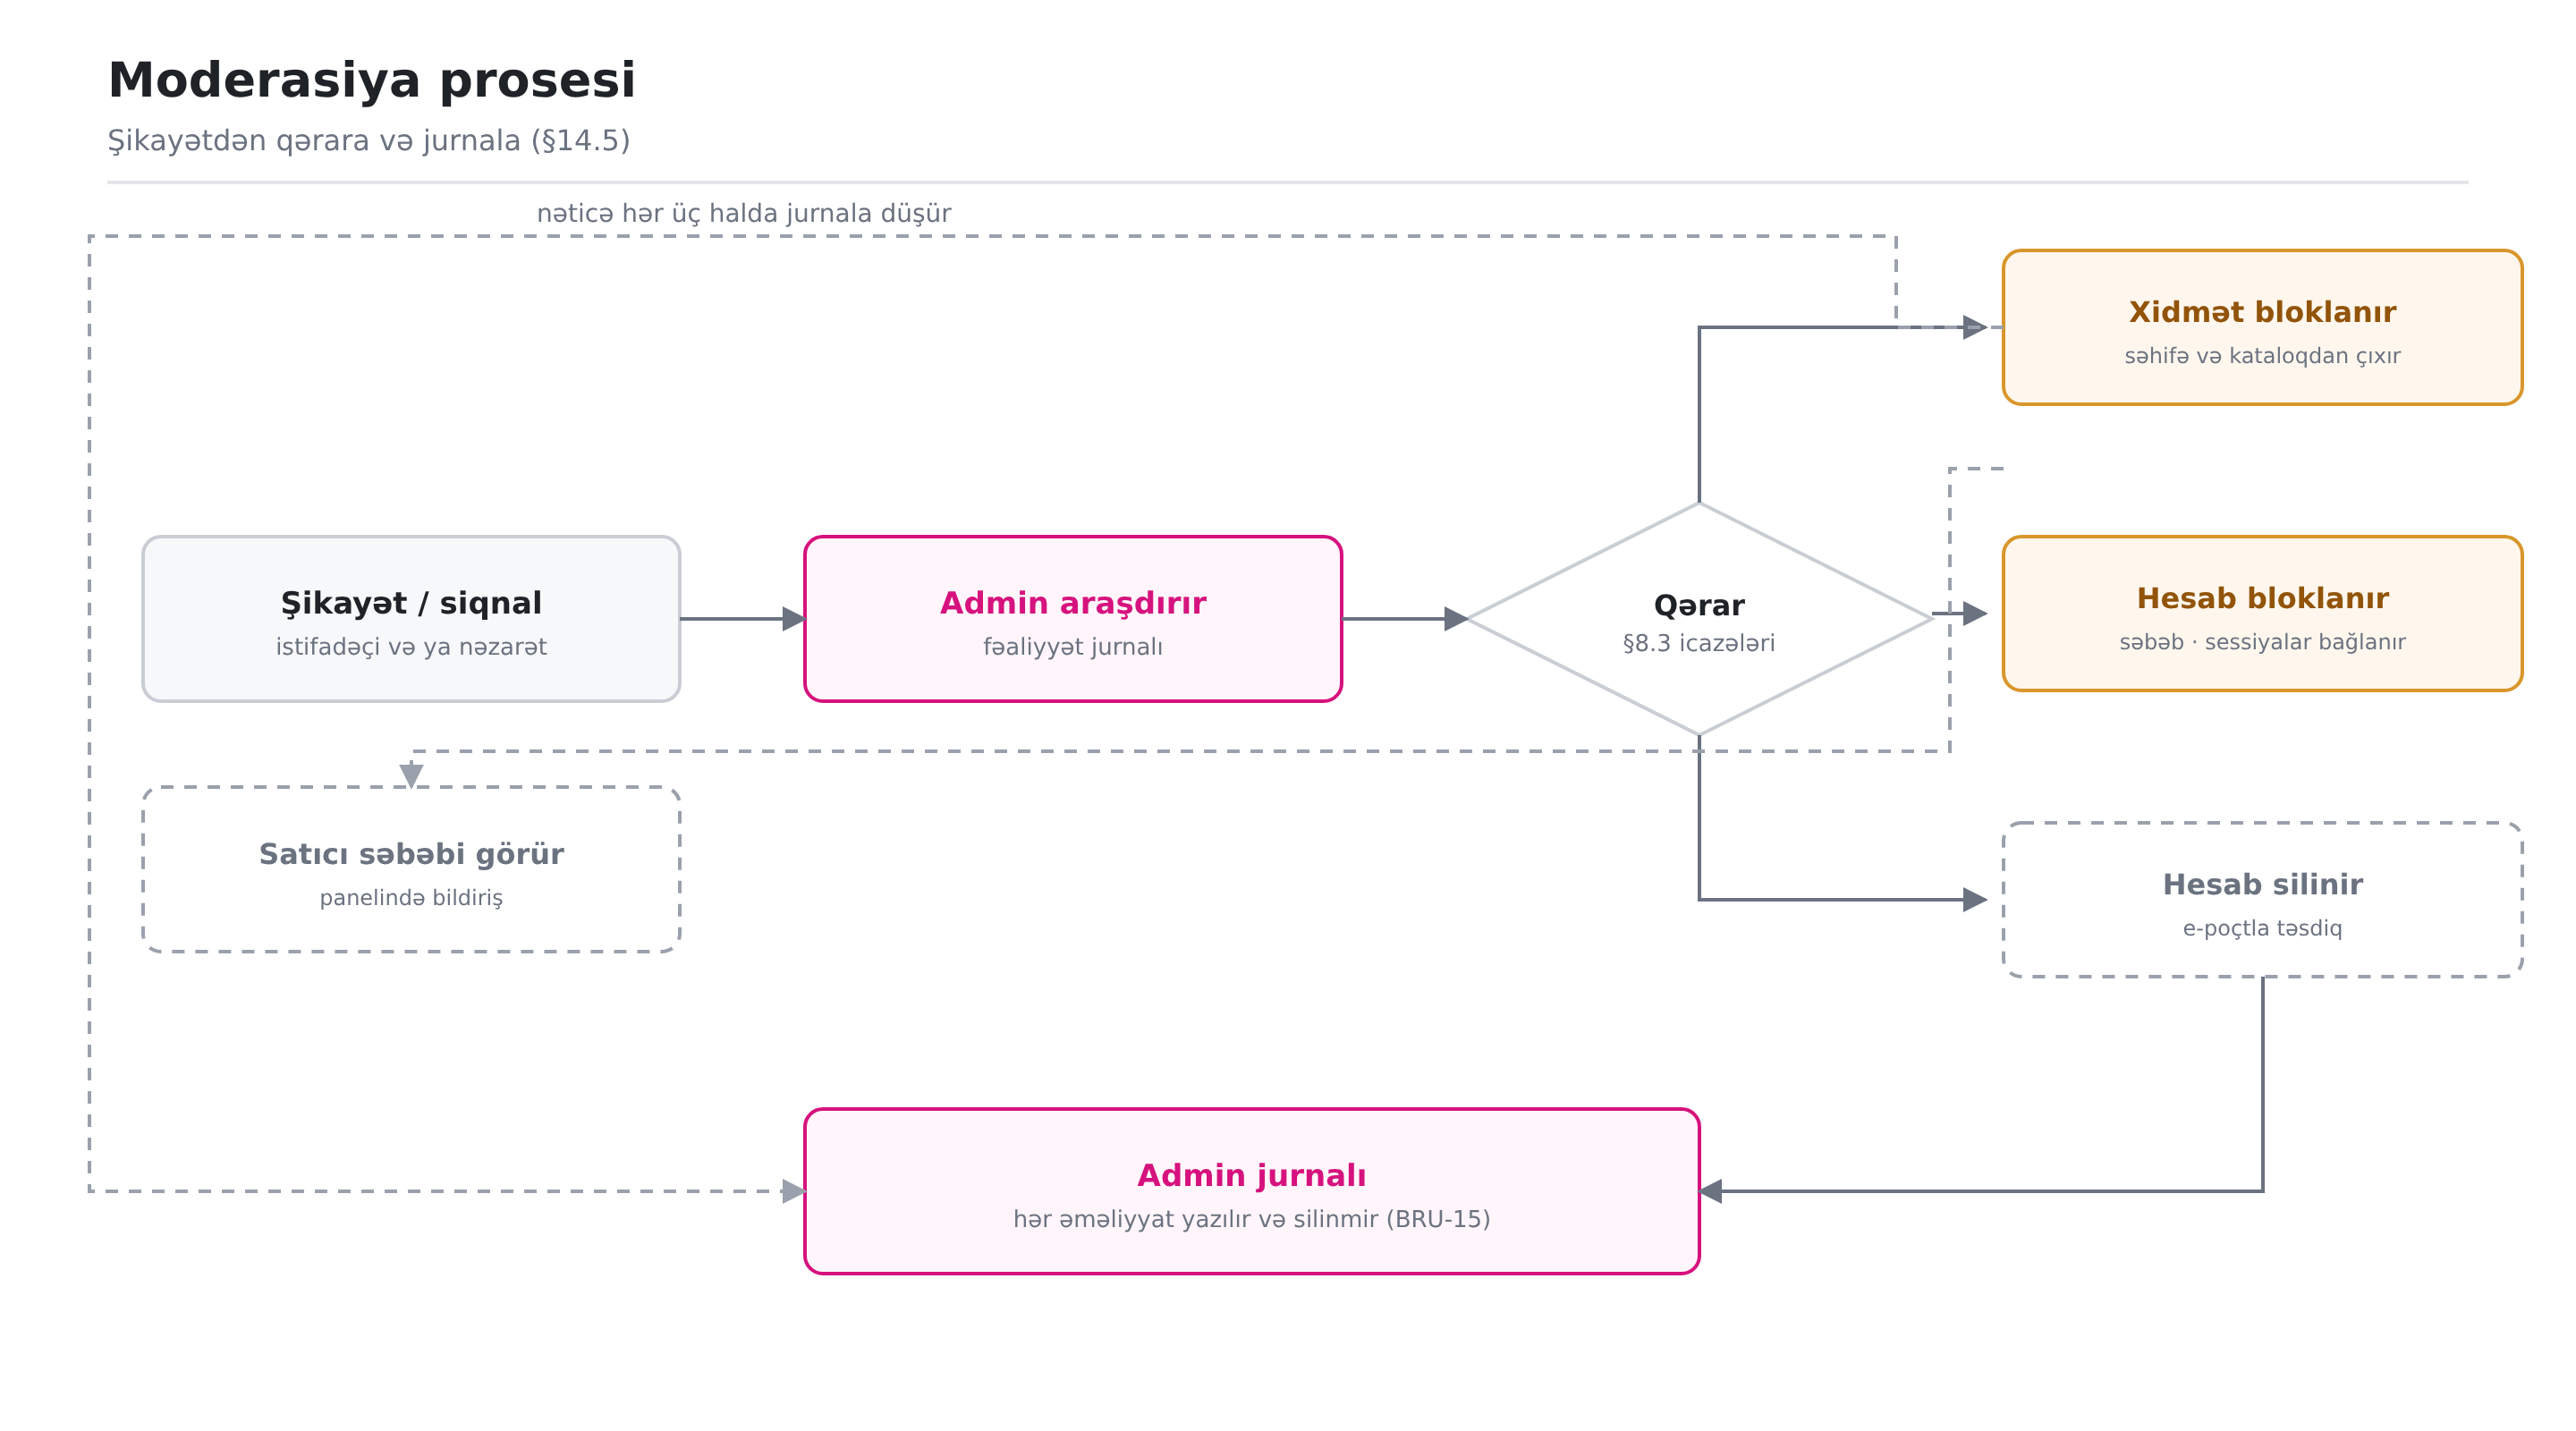 Moderasiya prosesi
Şikayətdən qərara və jurnala (§14.5)
nəticə hər üç halda jurnala düşür
Xidmət bloklanır
səhifə və kataloqdan çıxır
Şikayət / siqnal
istifadəçi və ya nəzarət
Admin araşdırır
fəaliyyət jurnalı
Qərar
§8.3 icazələri
Hesab bloklanır
səbəb · sessiyalar bağlanır
Satıcı səbəbi görür
panelində bildiriş
Hesab silinir
e-poçtla təsdiq
Admin jurnalı
hər əməliyyat yazılır və silinmir (BRU-15)